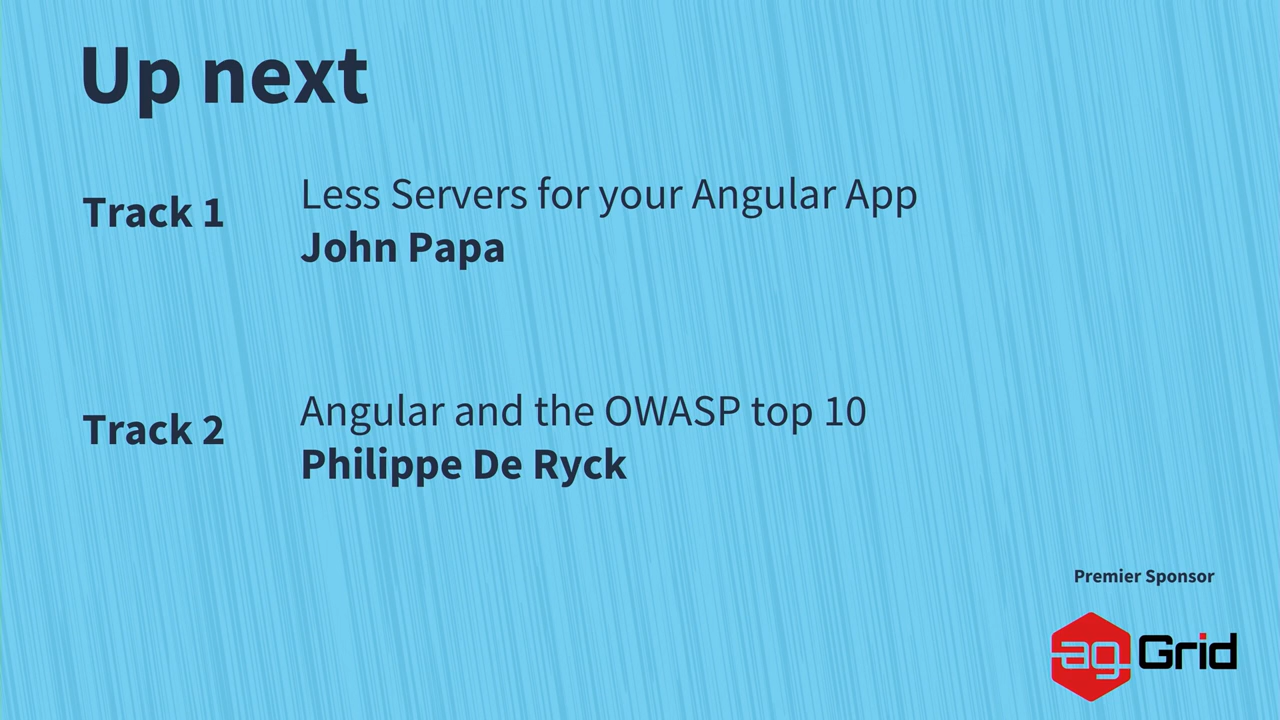 Up next
Track 1
Less Servers for your Angular App
John Papa
Track 2
Angular and the OWASP top 10
Philippe De Ryck
Premier Sponsor
ag Grid